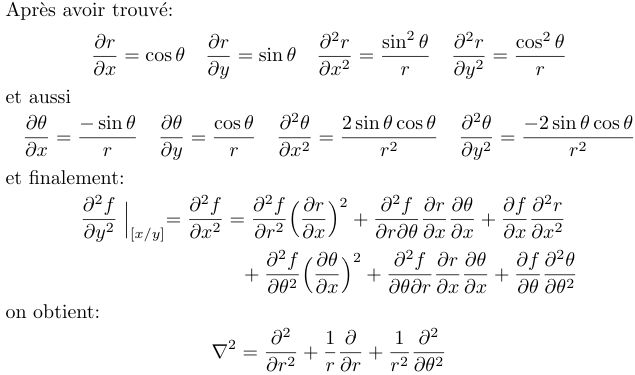 Après avoir trouvé:
∂r/∂x = cos θ   ∂r/∂y = sin θ   ∂²r/∂x² = sin² θ/r   ∂²r/∂y² = cos² θ/r
et aussi
∂θ/∂x = − sin θ/r   ∂θ/∂y = cos θ/r   ∂²θ/∂x² = 2 sin θ cos θ/r²   ∂²θ/∂y² = −2 sin θ cos θ/r²
et finalement:
∂²f/∂y² |[x/y] = ∂²f/∂x² = ∂²f/∂r² (∂r/∂x)² + ∂²f/∂r∂θ ∂r/∂x ∂θ/∂x + ∂f/∂x ∂²r/∂x²
+ ∂²f/∂θ² (∂θ/∂x)² + ∂²f/∂θ∂r ∂r/∂x ∂θ/∂x + ∂f/∂θ ∂²θ/∂θ²
on obtient:
∇² = ∂²/∂r² + 1/r ∂/∂r + 1/r² ∂²/∂θ²